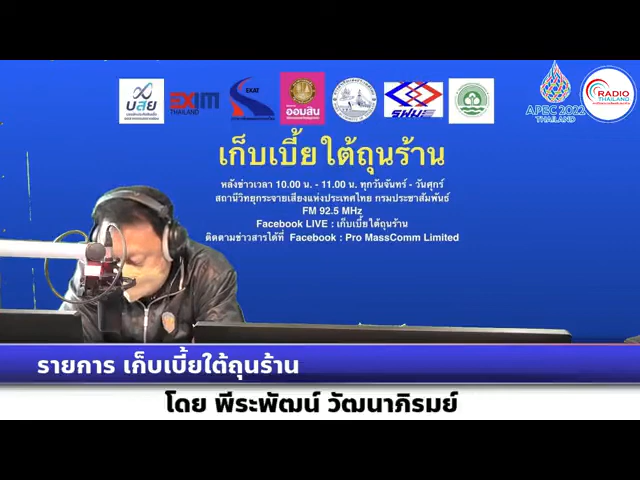 บสย
EXIM
THAILAND
EKAT
ออมสิน
รฟม
APEC 2022
THAILAND
RADIO
THAILAND
เก็บเบี้ยใต้ถุนร้าน
หลังข่าวเวลา 10.00 น. - 11.00 น. ทุกวันจันทร์ - วันศุกร์
สถานีวิทยุกระจายเสียงแห่งประเทศไทย กรมประชาสัมพันธ์
FM 92.5 MHz
Facebook LIVE : เก็บเบี้ยใต้ถุนร้าน
ติดตามข่าวสารได้ที่ Facebook : Pro MassComm Limited
รายการ เก็บเบี้ยใต้ถุนร้าน
โดย พีระพัฒน์ วัฒนาภิรมย์